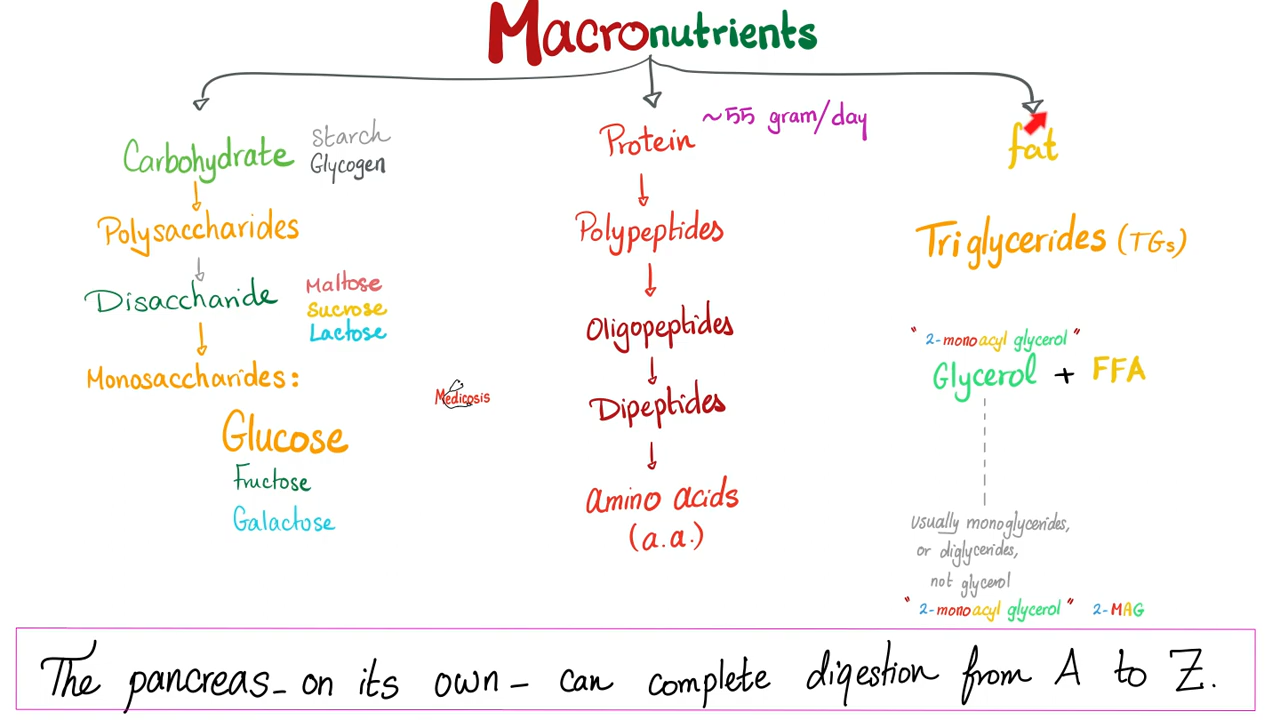 Macronutrients
Carbohydrate
Starch
Glycogen
Polysaccharides
Disaccharide
Maltose
Sucrose
Lactose
Monosaccharides:
Glucose
Fructose
Galactose
Medicosis
Protein
~55 gram/day
Polypeptides
Oligopeptides
Dipeptides
Amino acids
(a.a.)
fat
Triglycerides (TGs)
"2-monoacyl glycerol"
Glycerol + FFA
Usually monoglycerides,
or diglycerides,
not glycerol
"2-monoacyl glycerol" 2-MAG
The pancreas - on its own - can complete digestion from A to Z.